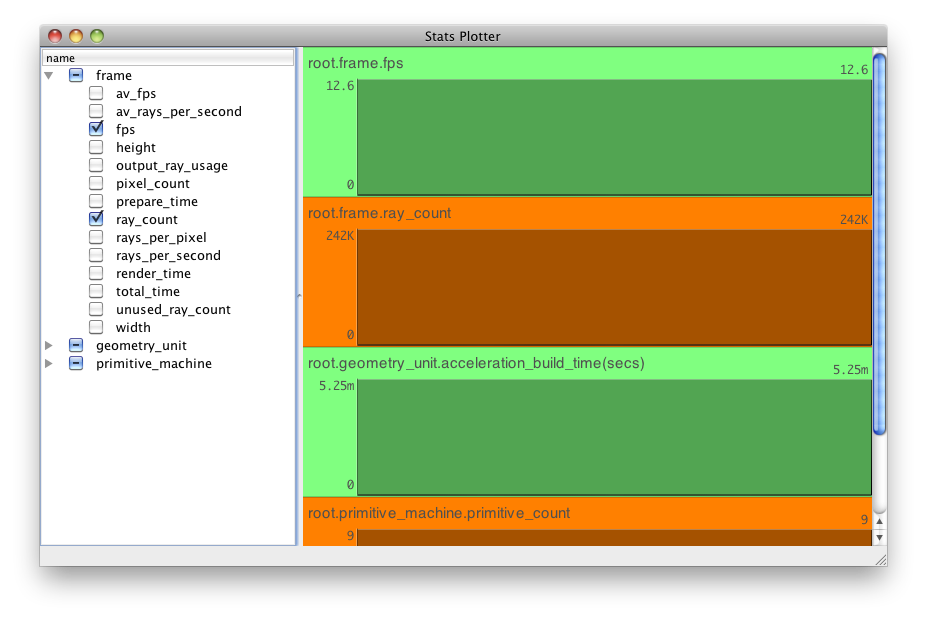 Stats Plotter
name
frame
av_fps
av_rays_per_second
fps
height
output_ray_usage
pixel_count
prepare_time
ray_count
rays_per_pixel
rays_per_second
render_time
total_time
unused_ray_count
width
geometry_unit
primitive_machine
root.frame.fps
12.6
12.6
0
root.frame.ray_count
242K
242K
0
root.geometry_unit.acceleration_build_time(secs)
5.25m
5.25m
0
root.primitive_machine.primitive_count
9
9